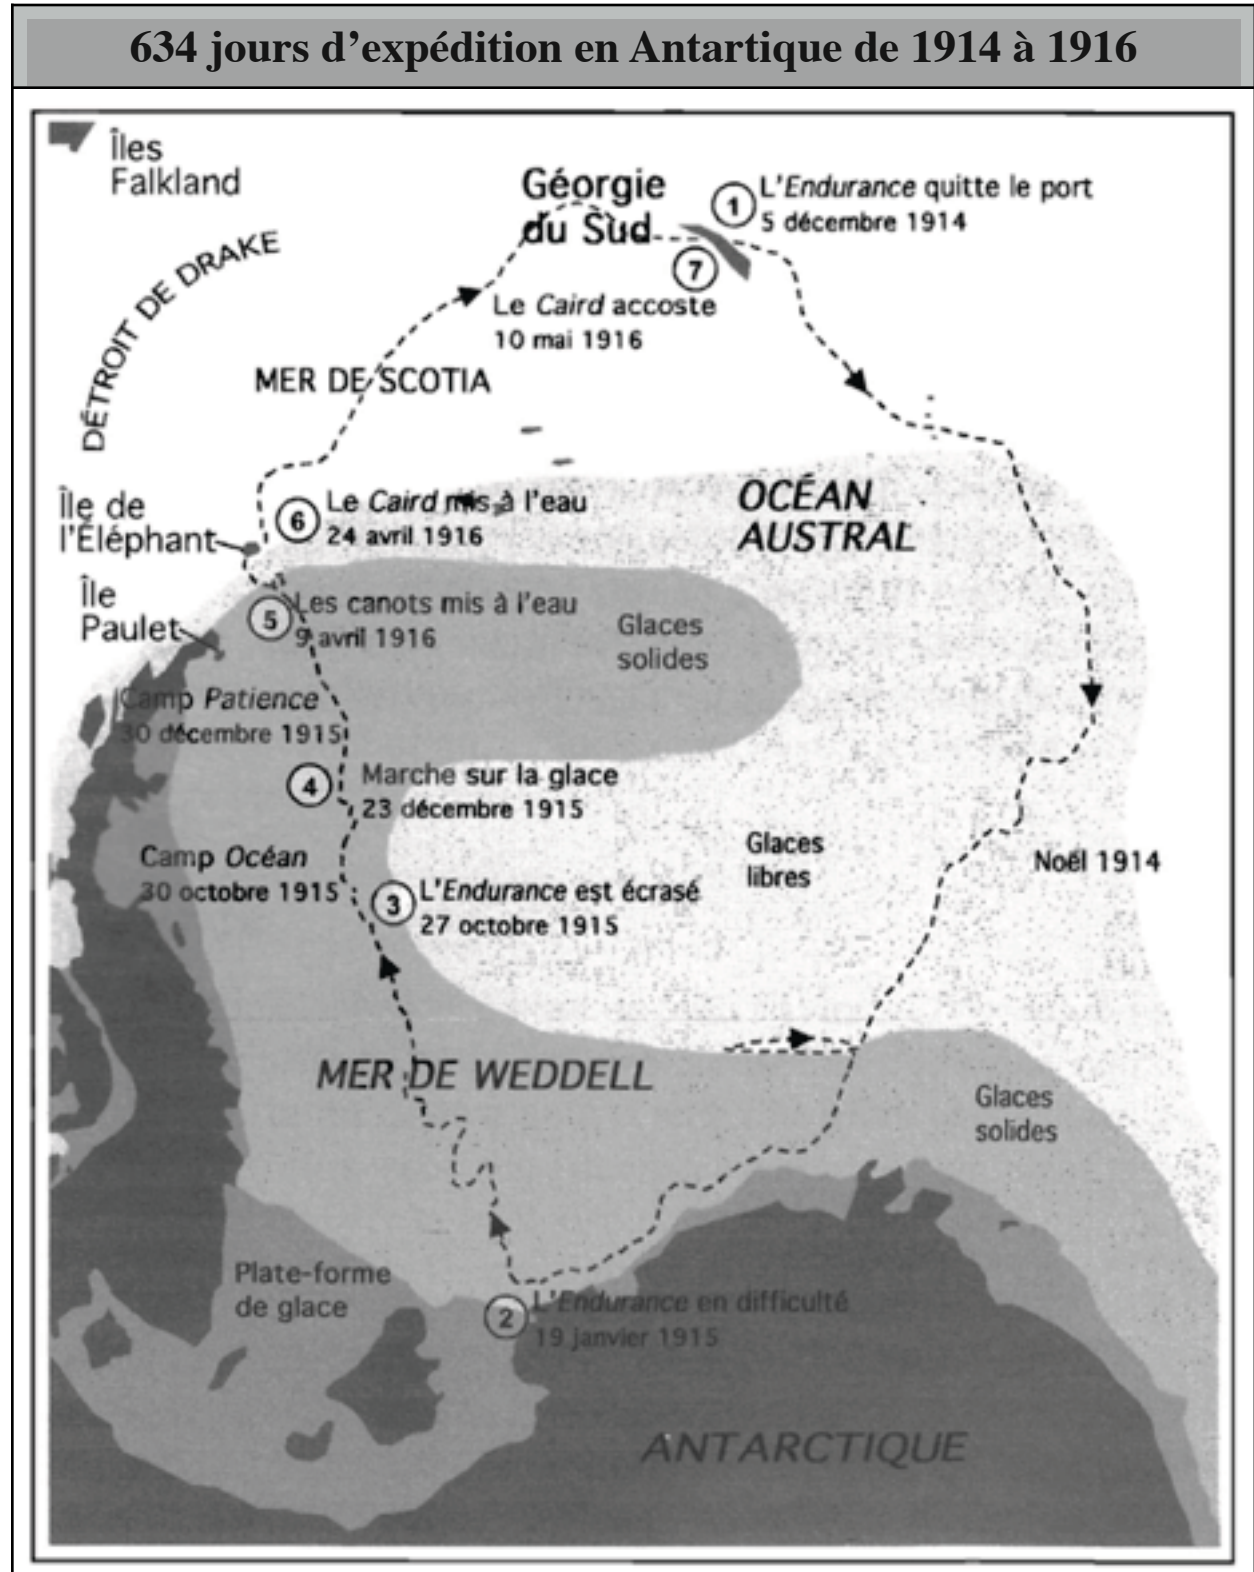 634 jours d’expédition en Antartique de 1914 à 1916
Îles
Falkland
DÉTROIT DE DRAKE
Géorgie
du Sud
1
L'Endurance quitte le port
5 décembre 1914
7
Le Caird accoste
10 mai 1916
MER DE SCOTIA
Île de
l'Éléphant
6
Le Caird mis à l'eau
24 avril 1916
OCÉAN
AUSTRAL
Île
Paulet
5
Les canots mis à l'eau
9 avril 1916
Glaces
solides
Camp Patience
30 décembre 1915
4
Marche sur la glace
23 décembre 1915
Camp Océan
30 octobre 1915
3
L'Endurance est écrasé
27 octobre 1915
Glaces
libres
Noël 1914
MER DE WEDDELL
Glaces
solides
Plate-forme
de glace
2
L'Endurance en difficulté
19 janvier 1915
ANTARCTIQUE